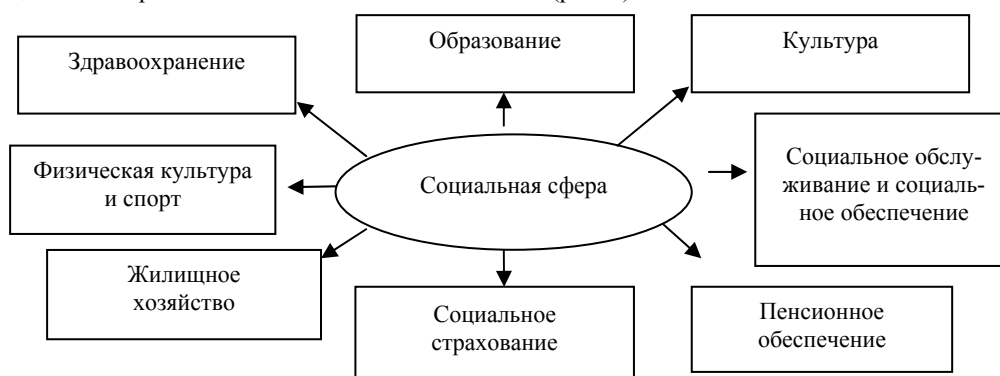 Образование
Культура
Здравоохранение
Социальное обслу-
живание и социаль-
ное обеспечение
Физическая культура
и спорт
Социальная сфера
Жилищное
хозяйство
Социальное
страхование
Пенсионное
обеспечение